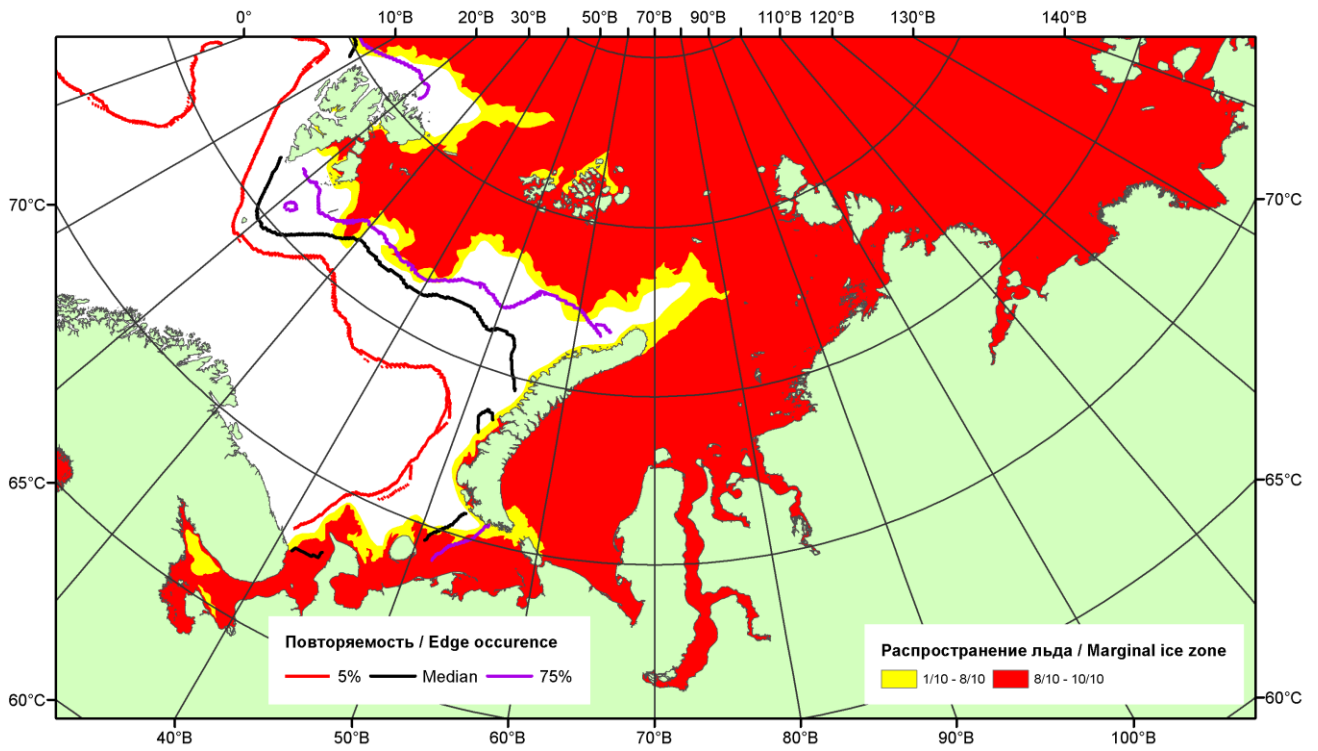 0° 10°В 20°В 30°В 50°В 70°В 90°В 110°В 120°В 130°В 140°В
70°С 70°С
65°С 65°С
Повторяемость / Edge occurence
5% Median 75%
Распространение льда / Marginal ice zone
1/10 - 8/10 8/10 - 10/10
60°С 60°С
40°В 50°В 60°В 70°В 80°В 90°В 100°В